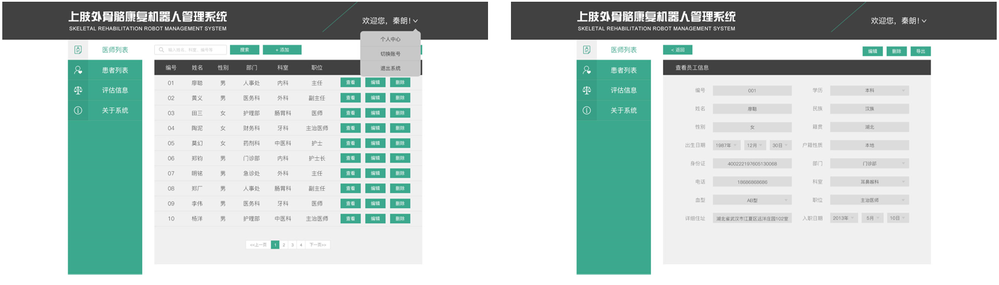 上肢外骨骼康复机器人管理系统
SKELETAL REHABILITATION ROBOT MANAGEMENT SYSTEM
欢迎您，秦朗！
个人中心
切换账号
退出系统
医师列表
患者列表
评估信息
关于系统
输入姓名、科室、编号等
搜索
+ 添加
编号 姓名 性别 部门 科室 职位
01 廖聪 男 人事处 内科 主任 查看 编辑 删除
02 黄义 男 医务科 外科 副主任 查看 编辑 删除
03 田三 女 护理部 肠胃科 医师 查看 编辑 删除
04 陶泥 女 财务科 牙科 主治医师 查看 编辑 删除
05 莫幻 女 药剂科 中医科 护士 查看 编辑 删除
06 郑钧 男 门诊部 内科 护士长 查看 编辑 删除
07 明铭 男 急诊处 外科 主任 查看 编辑 删除
08 郑厂 男 人事处 肠胃科 副主任 查看 编辑 删除
09 李伟 男 医务科 牙科 医师 查看 编辑 删除
10 杨洋 男 护理部 中医科 主治医师 查看 编辑 删除
<<上一页 1 2 3 4 下一页>>
上肢外骨骼康复机器人管理系统
SKELETAL REHABILITATION ROBOT MANAGEMENT SYSTEM
欢迎您，秦朗！
医师列表
患者列表
评估信息
关于系统
< 返回
编辑 删除 导出
查看员工信息
编号 001 学历 本科
姓名 廖聪 民族 汉族
性别 女 籍贯 湖北
出生日期 1987年 12月 30日 户籍性质 本地
身份证 400222197605130068 部门 门诊部
电话 18686868686 科室 耳鼻喉科
血型 AB型 职位 主治医师
详细住址 湖北省武汉市江夏区远洋庄园102室 入职日期 2013年 5月 10日